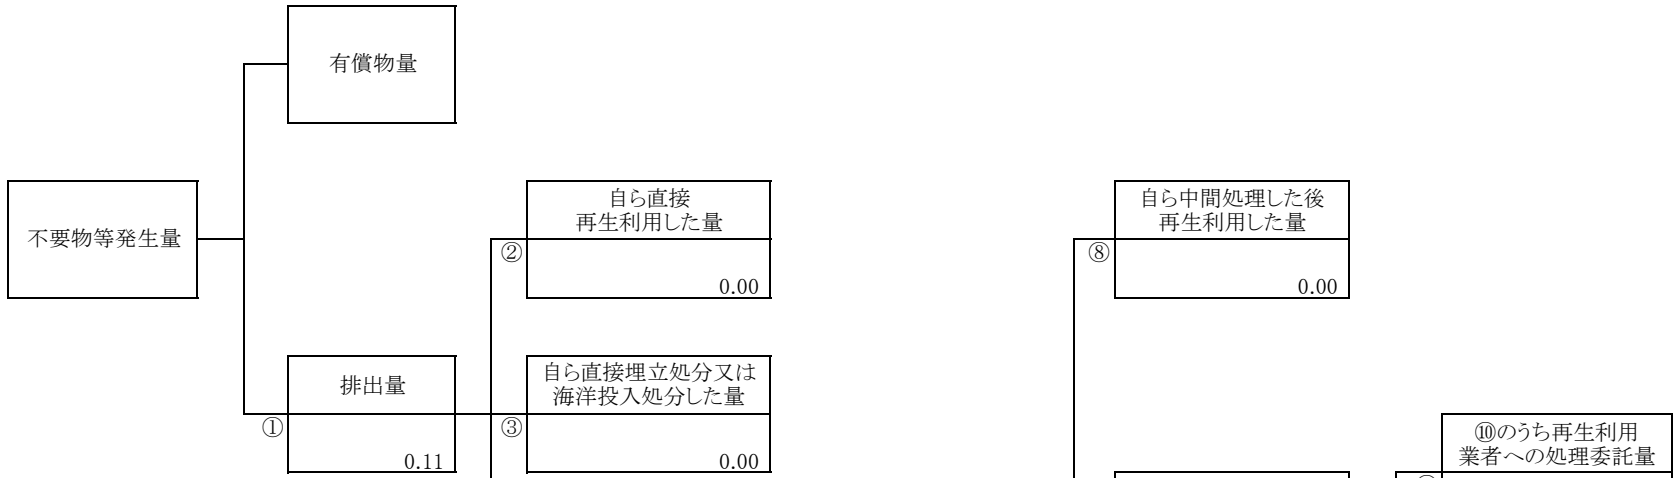 有償物量
不要物等発生量
自ら直接
再生利用した量
②
0.00
自ら中間処理した後
再生利用した量
⑧
0.00
排出量
①
0.11
自ら直接埋立処分又は
海洋投入処分した量
③
0.00
⑩のうち再生利用
業者への処理委託量